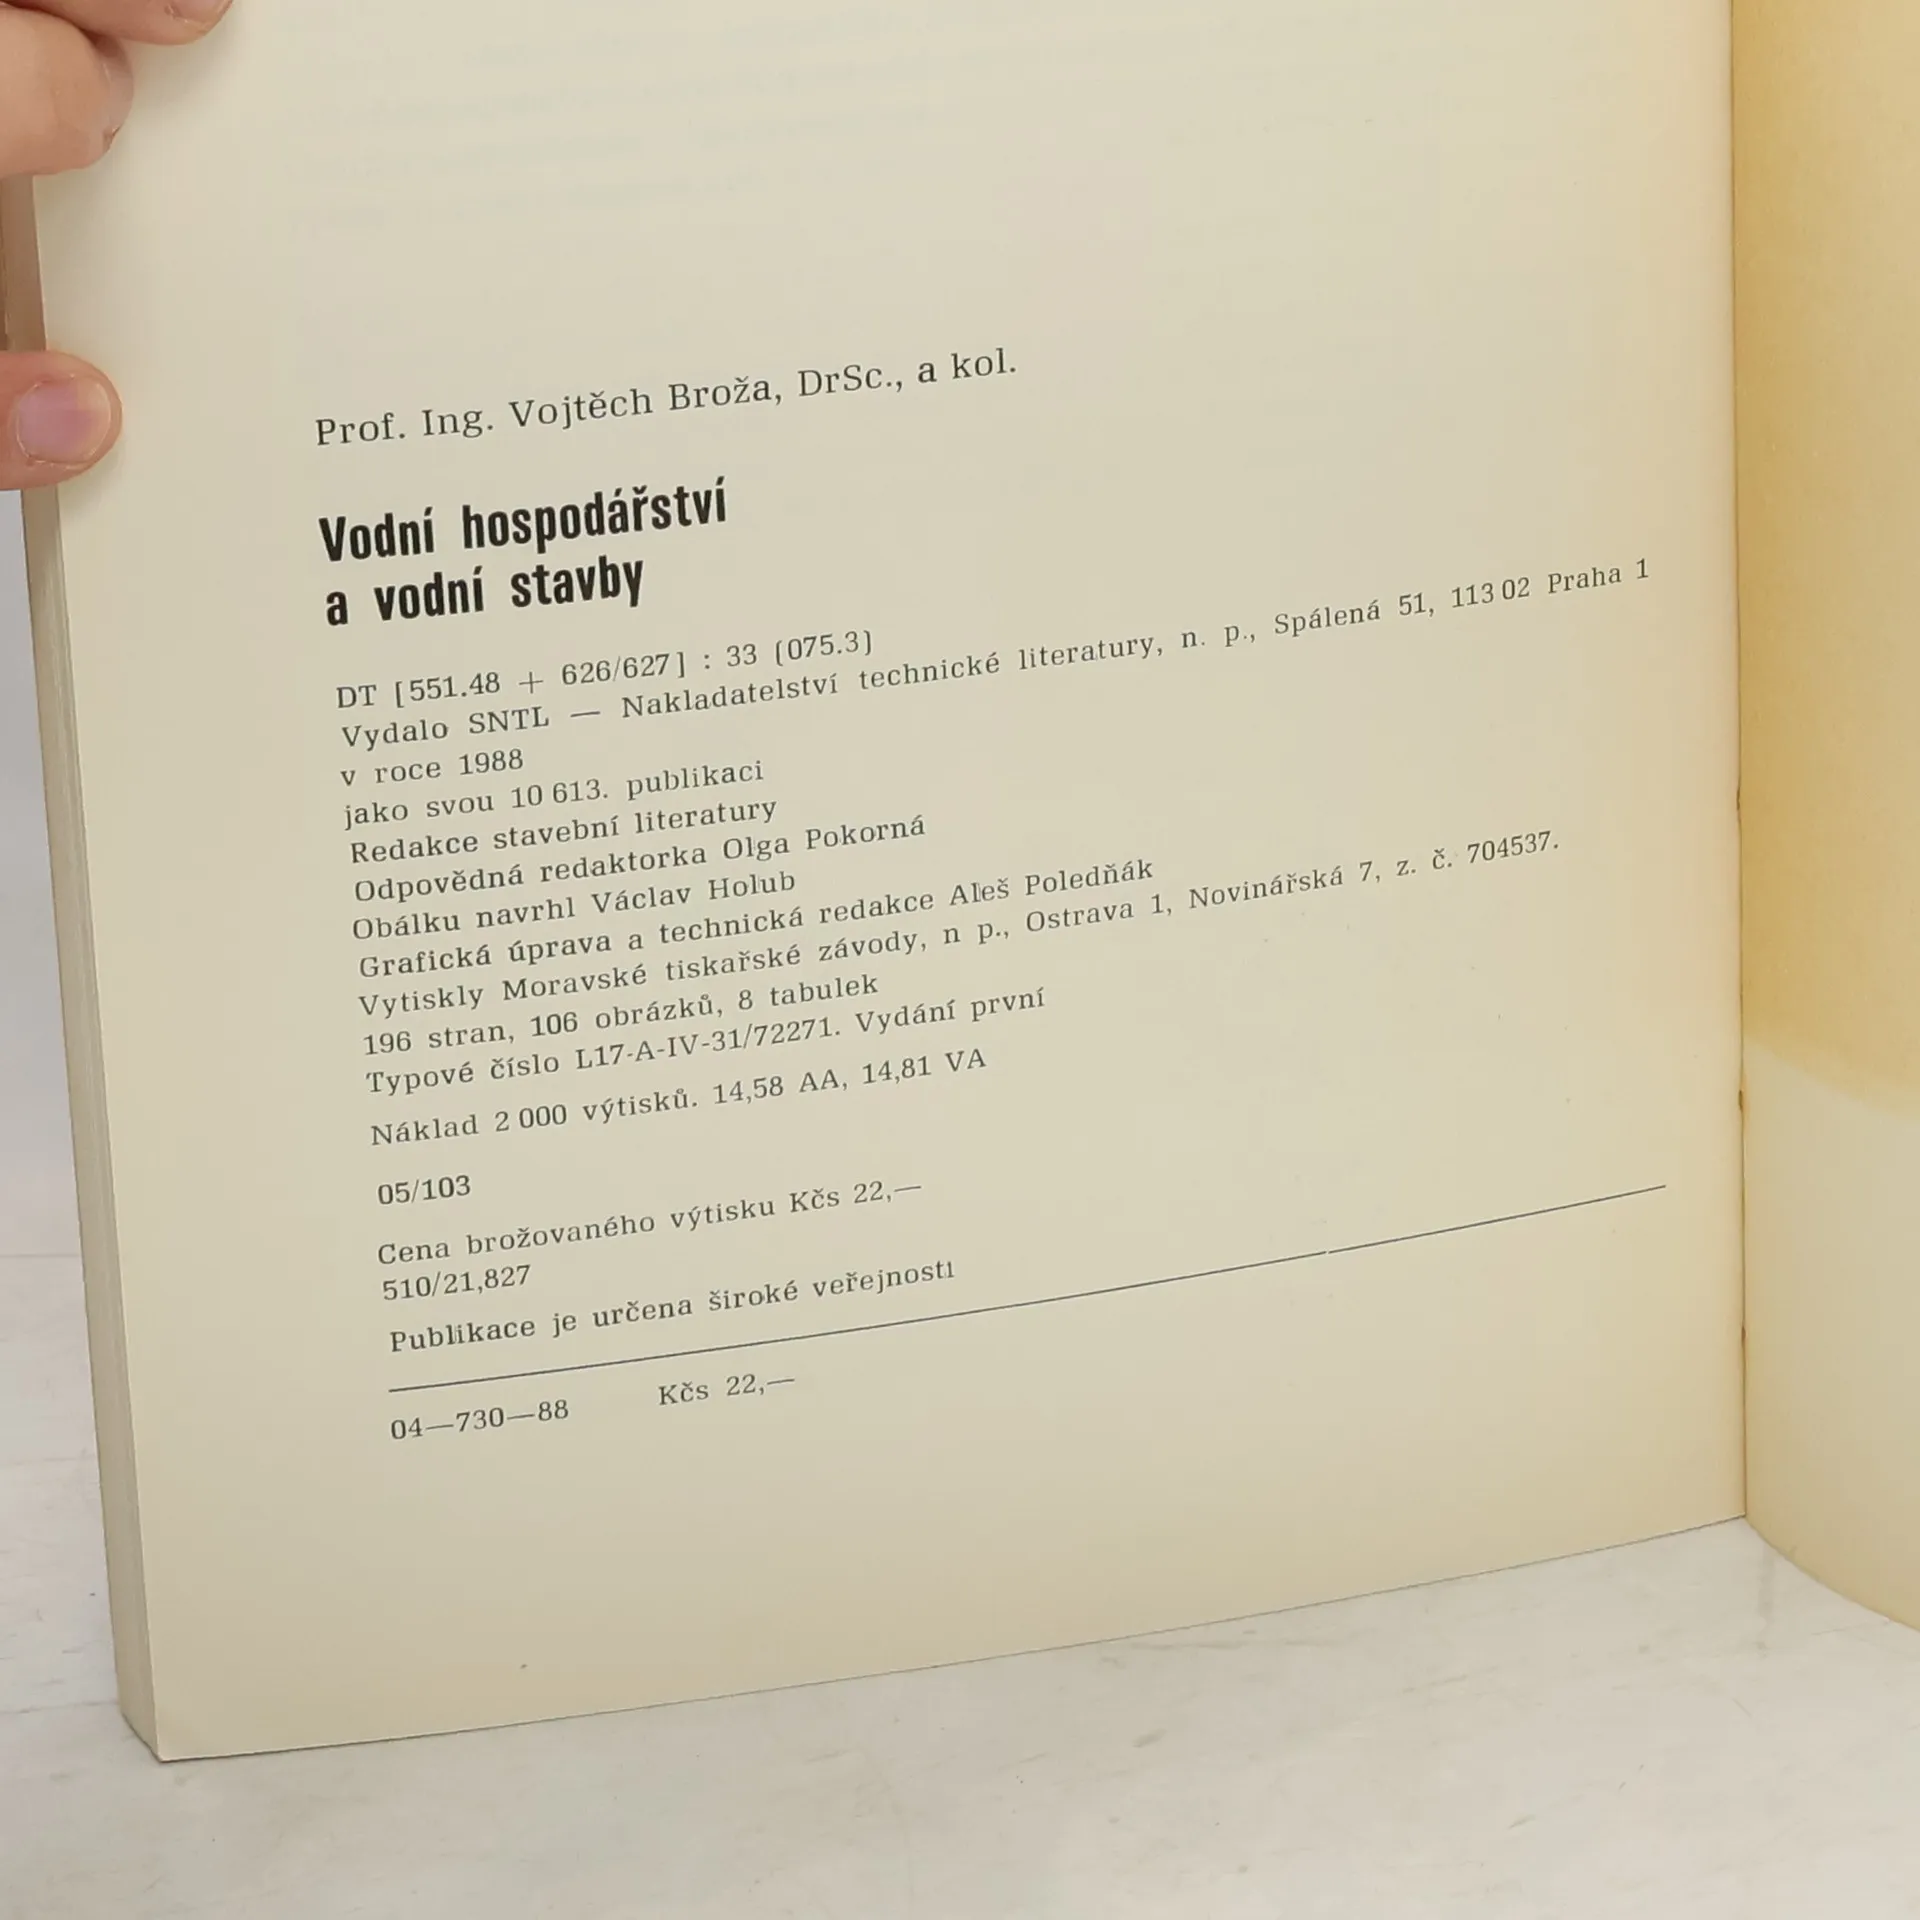 Prof. Ing. Vojtěch Broža, DrSc., a kol.
Vodní hospodářství
a vodní stavby
DT [551.48 + 626/627] : 33 (075.3)
Vydalo SNTL — Nakladatelství technické literatury, n. p., Spálená 51, 113 02 Praha 1
v roce 1988
jako svou 10 613. publikaci
Redakce stavební literatury
Odpovědná redaktorka Olga Pokorná
Obálku navrhl Václav Holub
Grafická úprava a technická redakce Aleš Poledňák
Vytiskly Moravské tiskařské závody, n p., Ostrava 1, Novinářská 7, z. č. 704537.
196 stran, 106 obrázků, 8 tabulek
Typové číslo L17-A-IV-31/72271. Vydání první
Náklad 2 000 výtisků. 14,58 AA, 14,81 VA
05/103
Cena brožovaného výtisku Kčs 22,—
510/21,827
Publikace je určena široké veřejnosti
04—730—88 Kčs 22,—